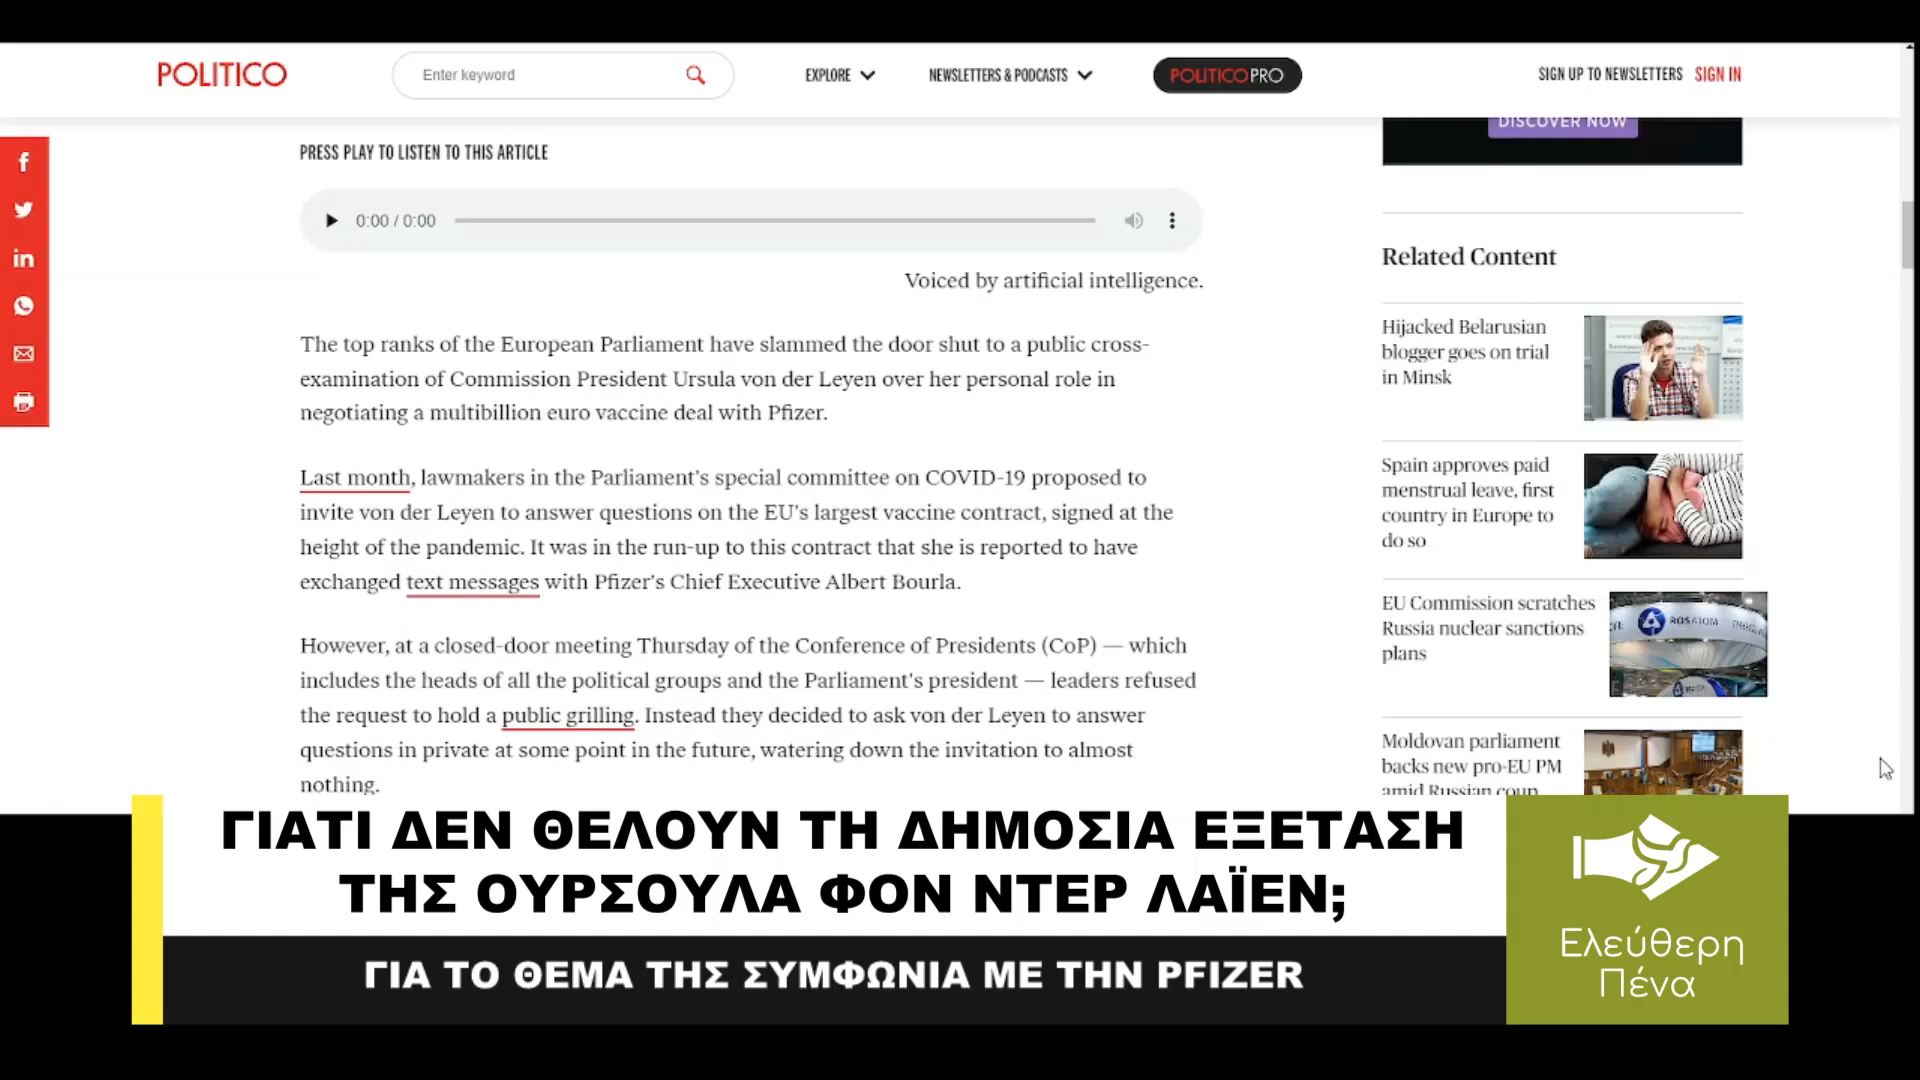 POLITICO
Enter keyword
EXPLORE
NEWSLETTERS & PODCASTS
POLITICO PRO
SIGN UP TO NEWSLETTERS
SIGN IN
DISCOVER NOW
PRESS PLAY TO LISTEN TO THIS ARTICLE
0:00 / 0:00
Voiced by artificial intelligence.
The top ranks of the European Parliament have slammed the door shut to a public cross-
examination of Commission President Ursula von der Leyen over her personal role in
negotiating a multibillion euro vaccine deal with Pfizer.
Last month, lawmakers in the Parliament's special committee on COVID-19 proposed to
invite von der Leyen to answer questions on the EU's largest vaccine contract, signed at the
height of the pandemic. It was in the run-up to this contract that she is reported to have
exchanged text messages with Pfizer's Chief Executive Albert Bourla.
However, at a closed-door meeting Thursday of the Conference of Presidents (CoP) — which
includes the heads of all the political groups and the Parliament's president — leaders refused
the request to hold a public grilling. Instead they decided to ask von der Leyen to answer
questions in private at some point in the future, watering down the invitation to almost
nothing.
Related Content
Hijacked Belarusian
blogger goes on trial
in Minsk
Spain approves paid
menstrual leave, first
country in Europe to
do so
EU Commission scratches
Russia nuclear sanctions
plans
ROSATOM
Moldovan parliament
backs new pro-EU PM
amid Russian coup
ΓΙΑΤΙ ΔΕΝ ΘΕΛΟΥΝ ΤΗ ΔΗΜΟΣΙΑ ΕΞΕΤΑΣΗ
ΤΗΣ ΟΥΡΣΟΥΛΑ ΦΟΝ ΝΤΕΡ ΛΑΪΕΝ;
ΓΙΑ ΤΟ ΘΕΜΑ ΤΗΣ ΣΥΜΦΩΝΙΑ ΜΕ ΤΗΝ PFIZER
Ελεύθερη
Πένα